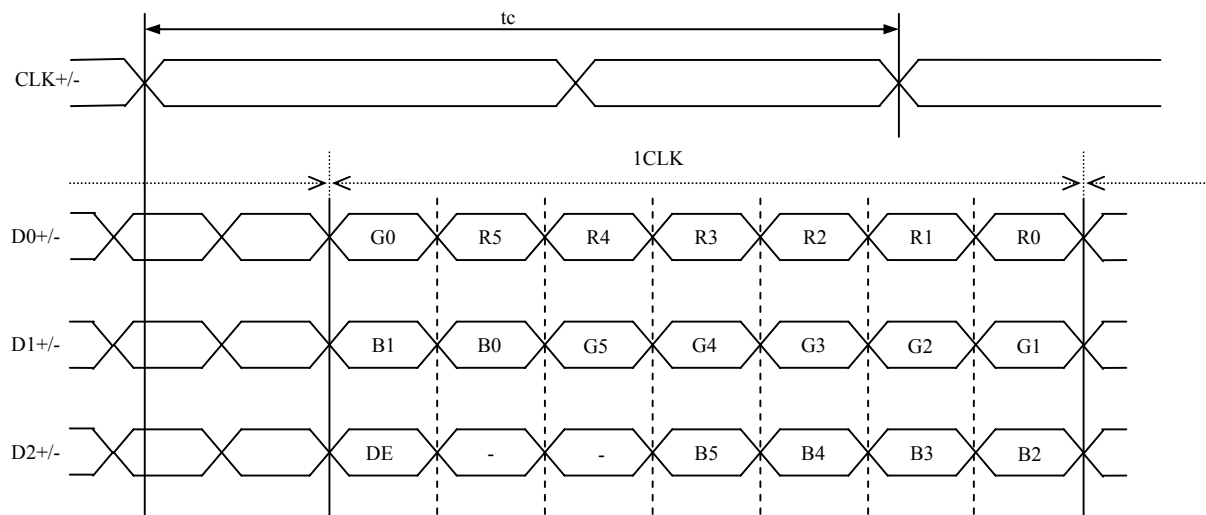 tc
CLK+/-
1CLK
D0+/- G0 R5 R4 R3 R2 R1 R0
D1+/- B1 B0 G5 G4 G3 G2 G1
D2+/- DE - - B5 B4 B3 B2